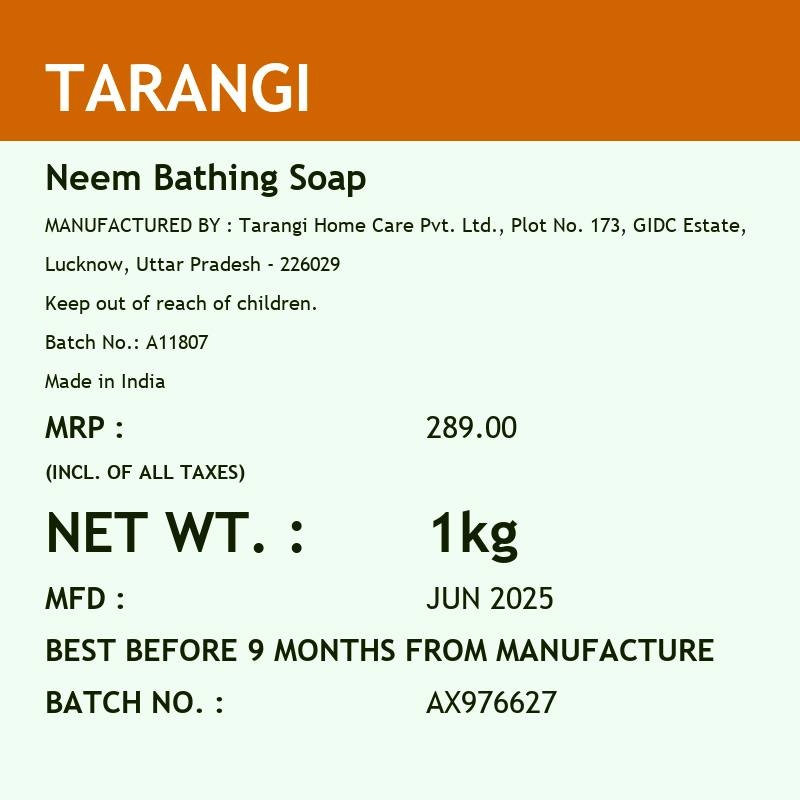 TARANGI
Neem Bathing Soap
MANUFACTURED BY : Tarangi Home Care Pvt. Ltd., Plot No. 173, GIDC Estate,
Lucknow, Uttar Pradesh - 226029
Keep out of reach of children.
Batch No.: A11807
Made in India
MRP : 289.00
(INCL. OF ALL TAXES)
NET WT. : 1kg
MFD : JUN 2025
BEST BEFORE 9 MONTHS FROM MANUFACTURE
BATCH NO. : AX976627